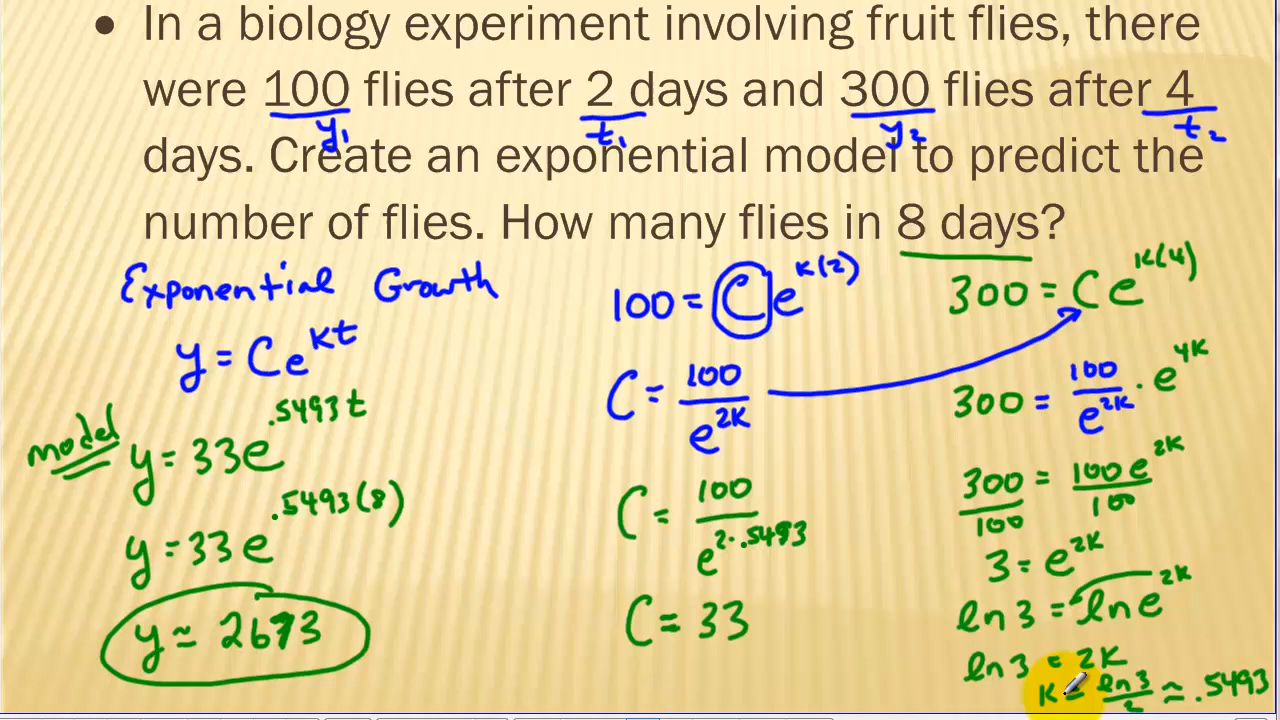 • In a biology experiment involving fruit flies, there
were 100 flies after 2 days and 300 flies after 4
y₁ t₁ y₂ t₂
days. Create an exponential model to predict the
number of flies. How many flies in 8 days?
Exponential Growth
y = Ce^{kt}
model y = 33e^{.5493t}
y = 33e^{.5493(8)}
y ≈ 2673
100 = Ce^{k(2)}
C = 100/e^{2k}
C = 100/e^{2·.5493}
C = 33
300 = Ce^{k(4)}
300 = 100/e^{2k} · e^{4k}
300/100 = 100e^{2k}/100
3 = e^{2k}
ln 3 = ln e^{2k}
ln 3 = 2k
k = ln 3/2 ≈ .5493